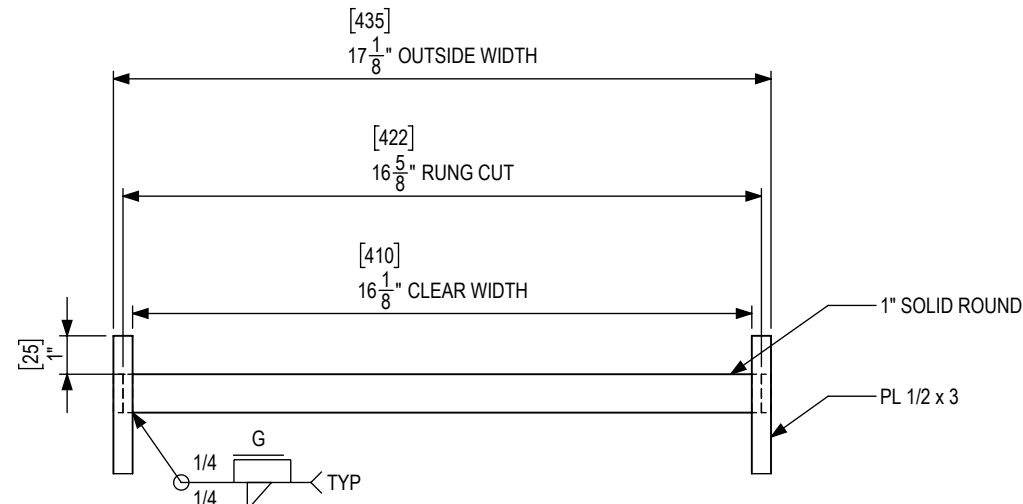 [435]
17 1/8" OUTSIDE WIDTH
[422]
16 5/8" RUNG CUT
[410]
16 1/8" CLEAR WIDTH
1" SOLID ROUND
[25]
1"
PL 1/2 x 3
G
1/4
TYP
1/4